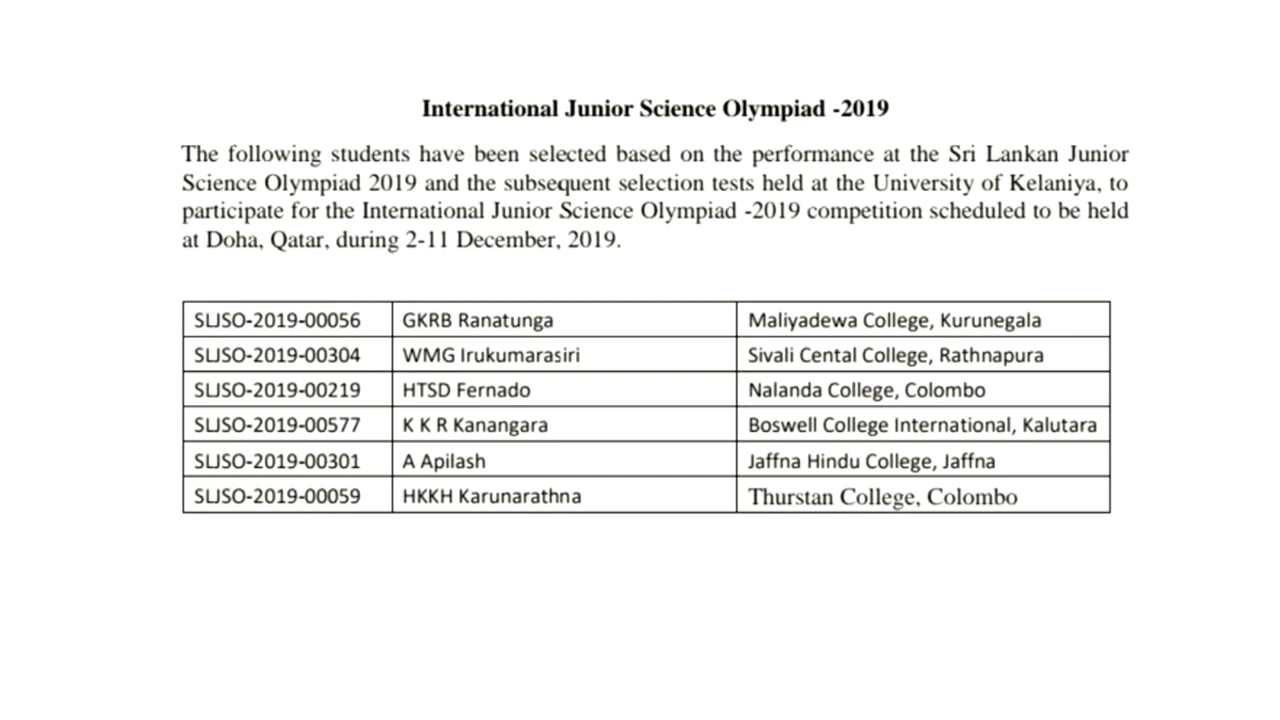 International Junior Science Olympiad -2019
The following students have been selected based on the performance at the Sri Lankan Junior
Science Olympiad 2019 and the subsequent selection tests held at the University of Kelaniya, to
participate for the International Junior Science Olympiad -2019 competition scheduled to be held
at Doha, Qatar, during 2-11 December, 2019.
SLJSO-2019-00056 GKRB Ranatunga Maliyadewa College, Kurunegala
SLJSO-2019-00304 WMG Irukumarasiri Sivali Cental College, Rathnapura
SLJSO-2019-00219 HTSD Fernado Nalanda College, Colombo
SLJSO-2019-00577 K K R Kanangara Boswell College International, Kalutara
SLJSO-2019-00301 A Apilash Jaffna Hindu College, Jaffna
SLJSO-2019-00059 HKKH Karunarathna Thurstan College, Colombo